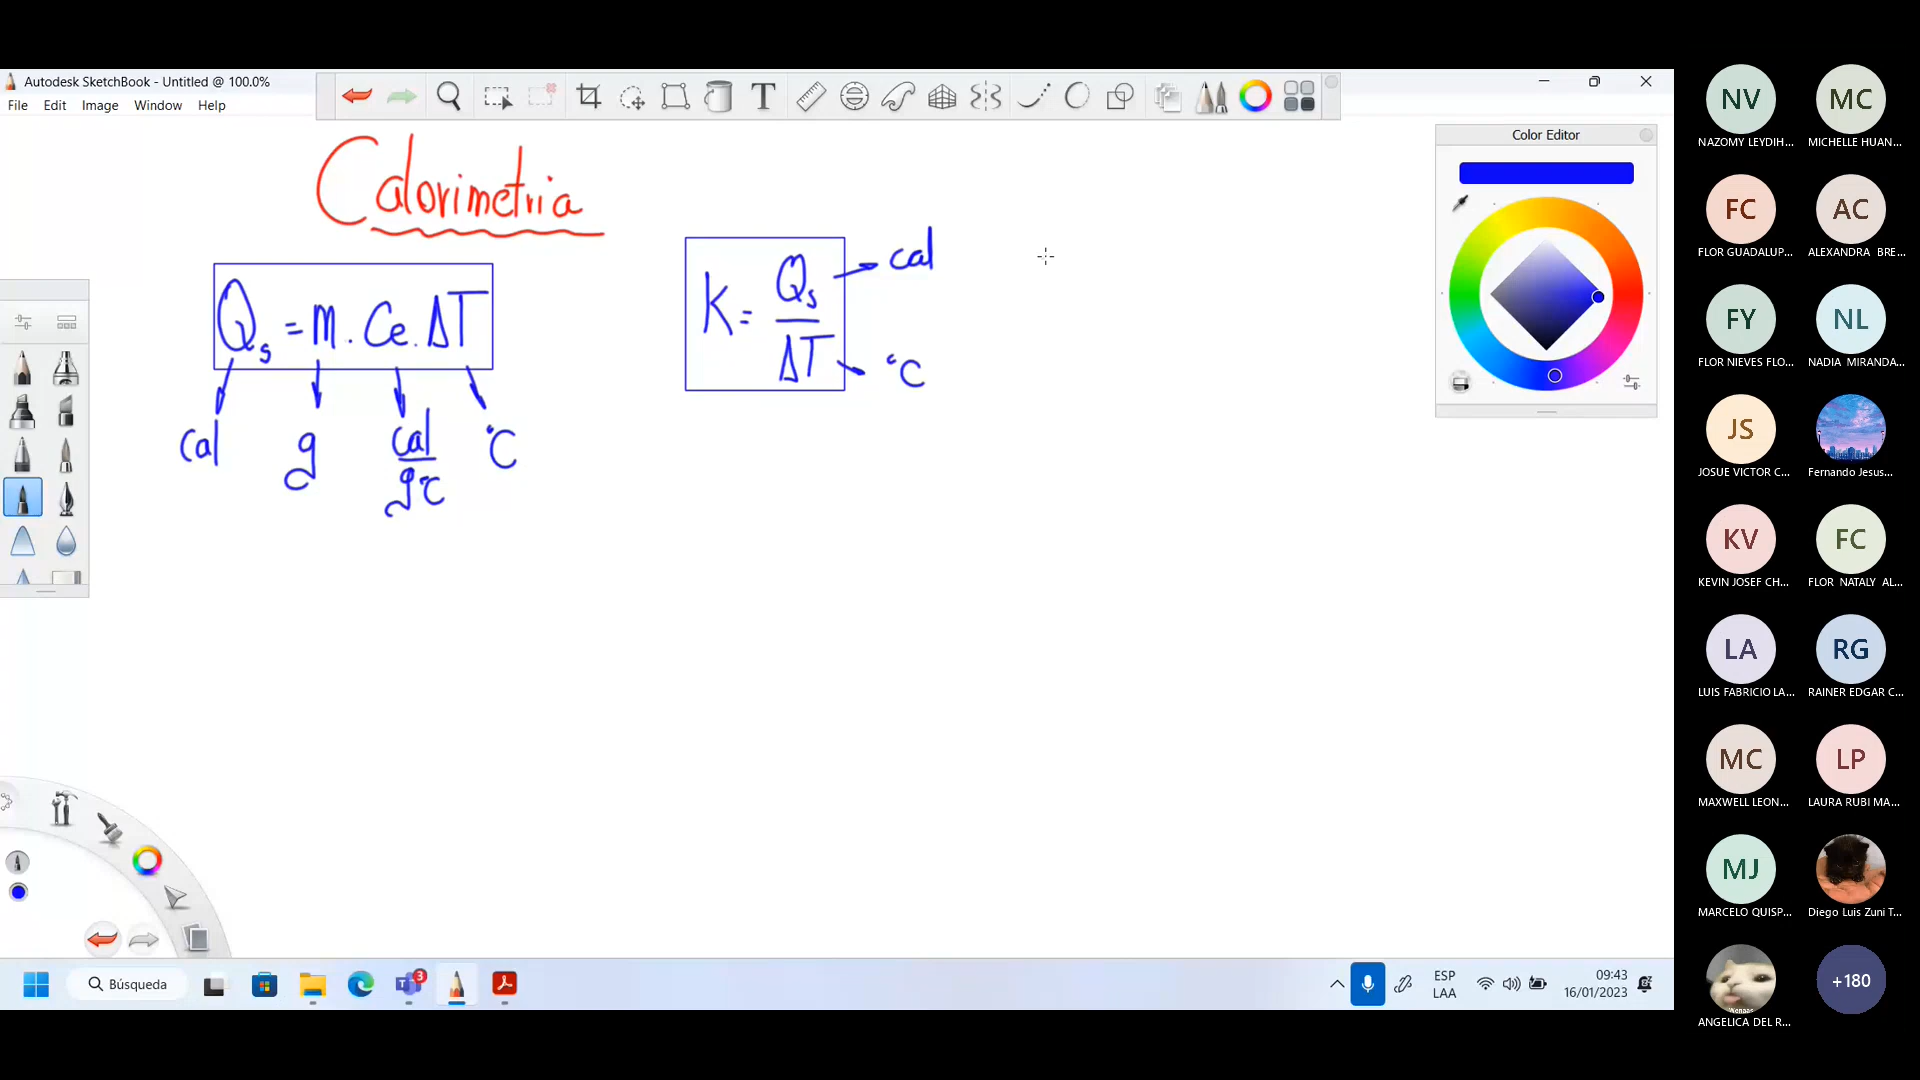 Autodesk SketchBook - Untitled @ 100.0%
File Edit Image Window Help
T
Color Editor
Calorimetria
Qs = m . Ce . ΔT
cal
g
cal
g°C
°C
K = Qs
ΔT
cal
°C
Búsqueda
3
ESP
LAA
09:43
16/01/2023
NV
NAZOMY LEYDIH...
MC
MICHELLE HUAN...
FC
FLOR GUADALUP...
AC
ALEXANDRA BRE...
FY
FLOR NIEVES FLO...
NL
NADIA MIRANDA...
JS
JOSUE VICTOR C...
Fernando Jesus...
KV
KEVIN JOSEF CH...
FC
FLOR NATALY AL...
LA
LUIS FABRICIO LA...
RG
RAINER EDGAR C...
MC
MAXWELL LEON...
LP
LAURA RUBI MA...
MJ
MARCELO QUISP...
Diego Luis Zuni T...
ANGELICA DEL R...
+180